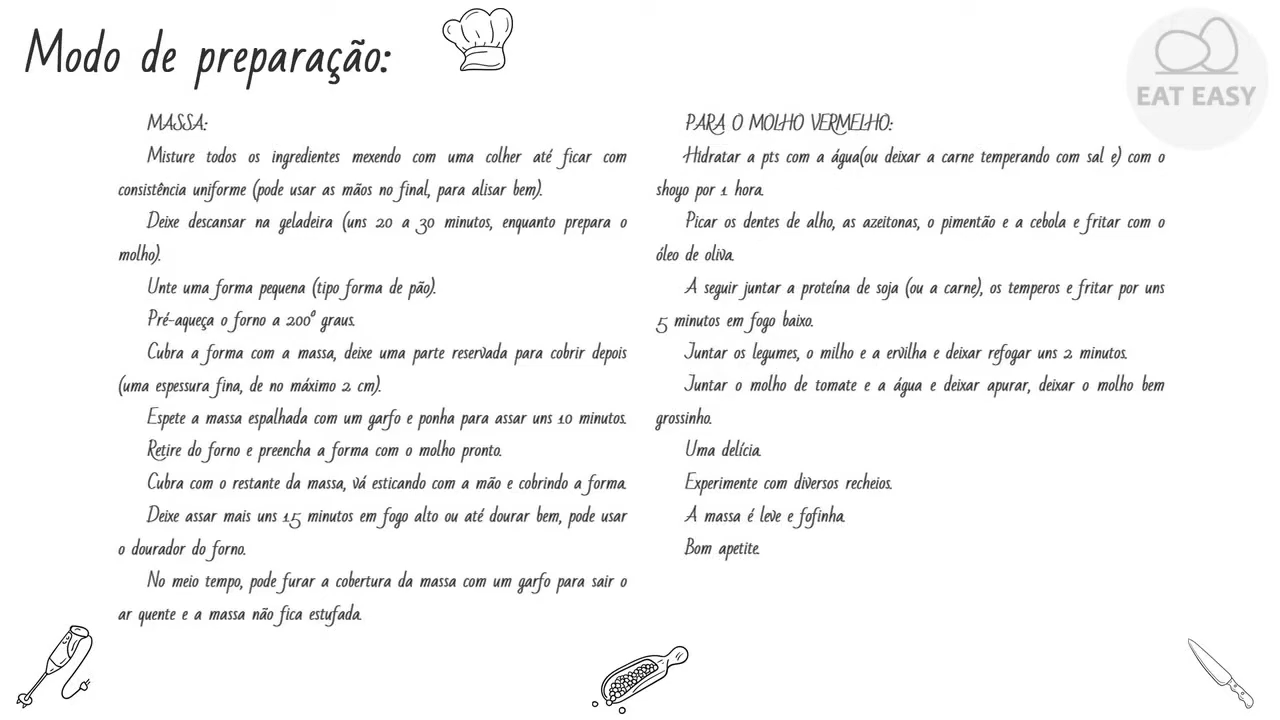 Modo de preparação:
EAT EASY
MASSA:
Misture todos os ingredientes mexendo com uma colher até ficar com
consistência uniforme (pode usar as mãos no final, para alisar bem).
Deixe descansar na geladeira (uns 20 a 30 minutos, enquanto prepara o
molho).
Unte uma forma pequena (tipo forma de pão).
Pré-aqueça o forno a 200º graus.
Cubra a forma com a massa, deixe uma parte reservada para cobrir depois
(uma espessura fina, de no máximo 2 cm).
Espete a massa espalhada com um garfo e ponha para assar uns 10 minutos.
Retire do forno e preencha a forma com o molho pronto.
Cubra com o restante da massa, vá esticando com a mão e cobrindo a forma.
Deixe assar mais uns 15 minutos em fogo alto ou até dourar bem, pode usar
o dourador do forno.
No meio tempo, pode furar a cobertura da massa com um garfo para sair o
ar quente e a massa não fica estufada.
PARA O MOLHO VERMELHO:
Hidratar a pts com a água(ou deixar a carne temperando com sal e) com o
shoyo por 1 hora.
Picar os dentes de alho, as azeitonas, o pimentão e a cebola e fritar com o
óleo de oliva.
A seguir juntar a proteína de soja (ou a carne), os temperos e fritar por uns
5 minutos em fogo baixo.
Juntar os legumes, o milho e a ervilha e deixar refogar uns 2 minutos.
Juntar o molho de tomate e a água e deixar apurar, deixar o molho bem
grossinho.
Uma delícia.
Experimente com diversos recheios.
A massa é leve e fofinha.
Bom apetite.